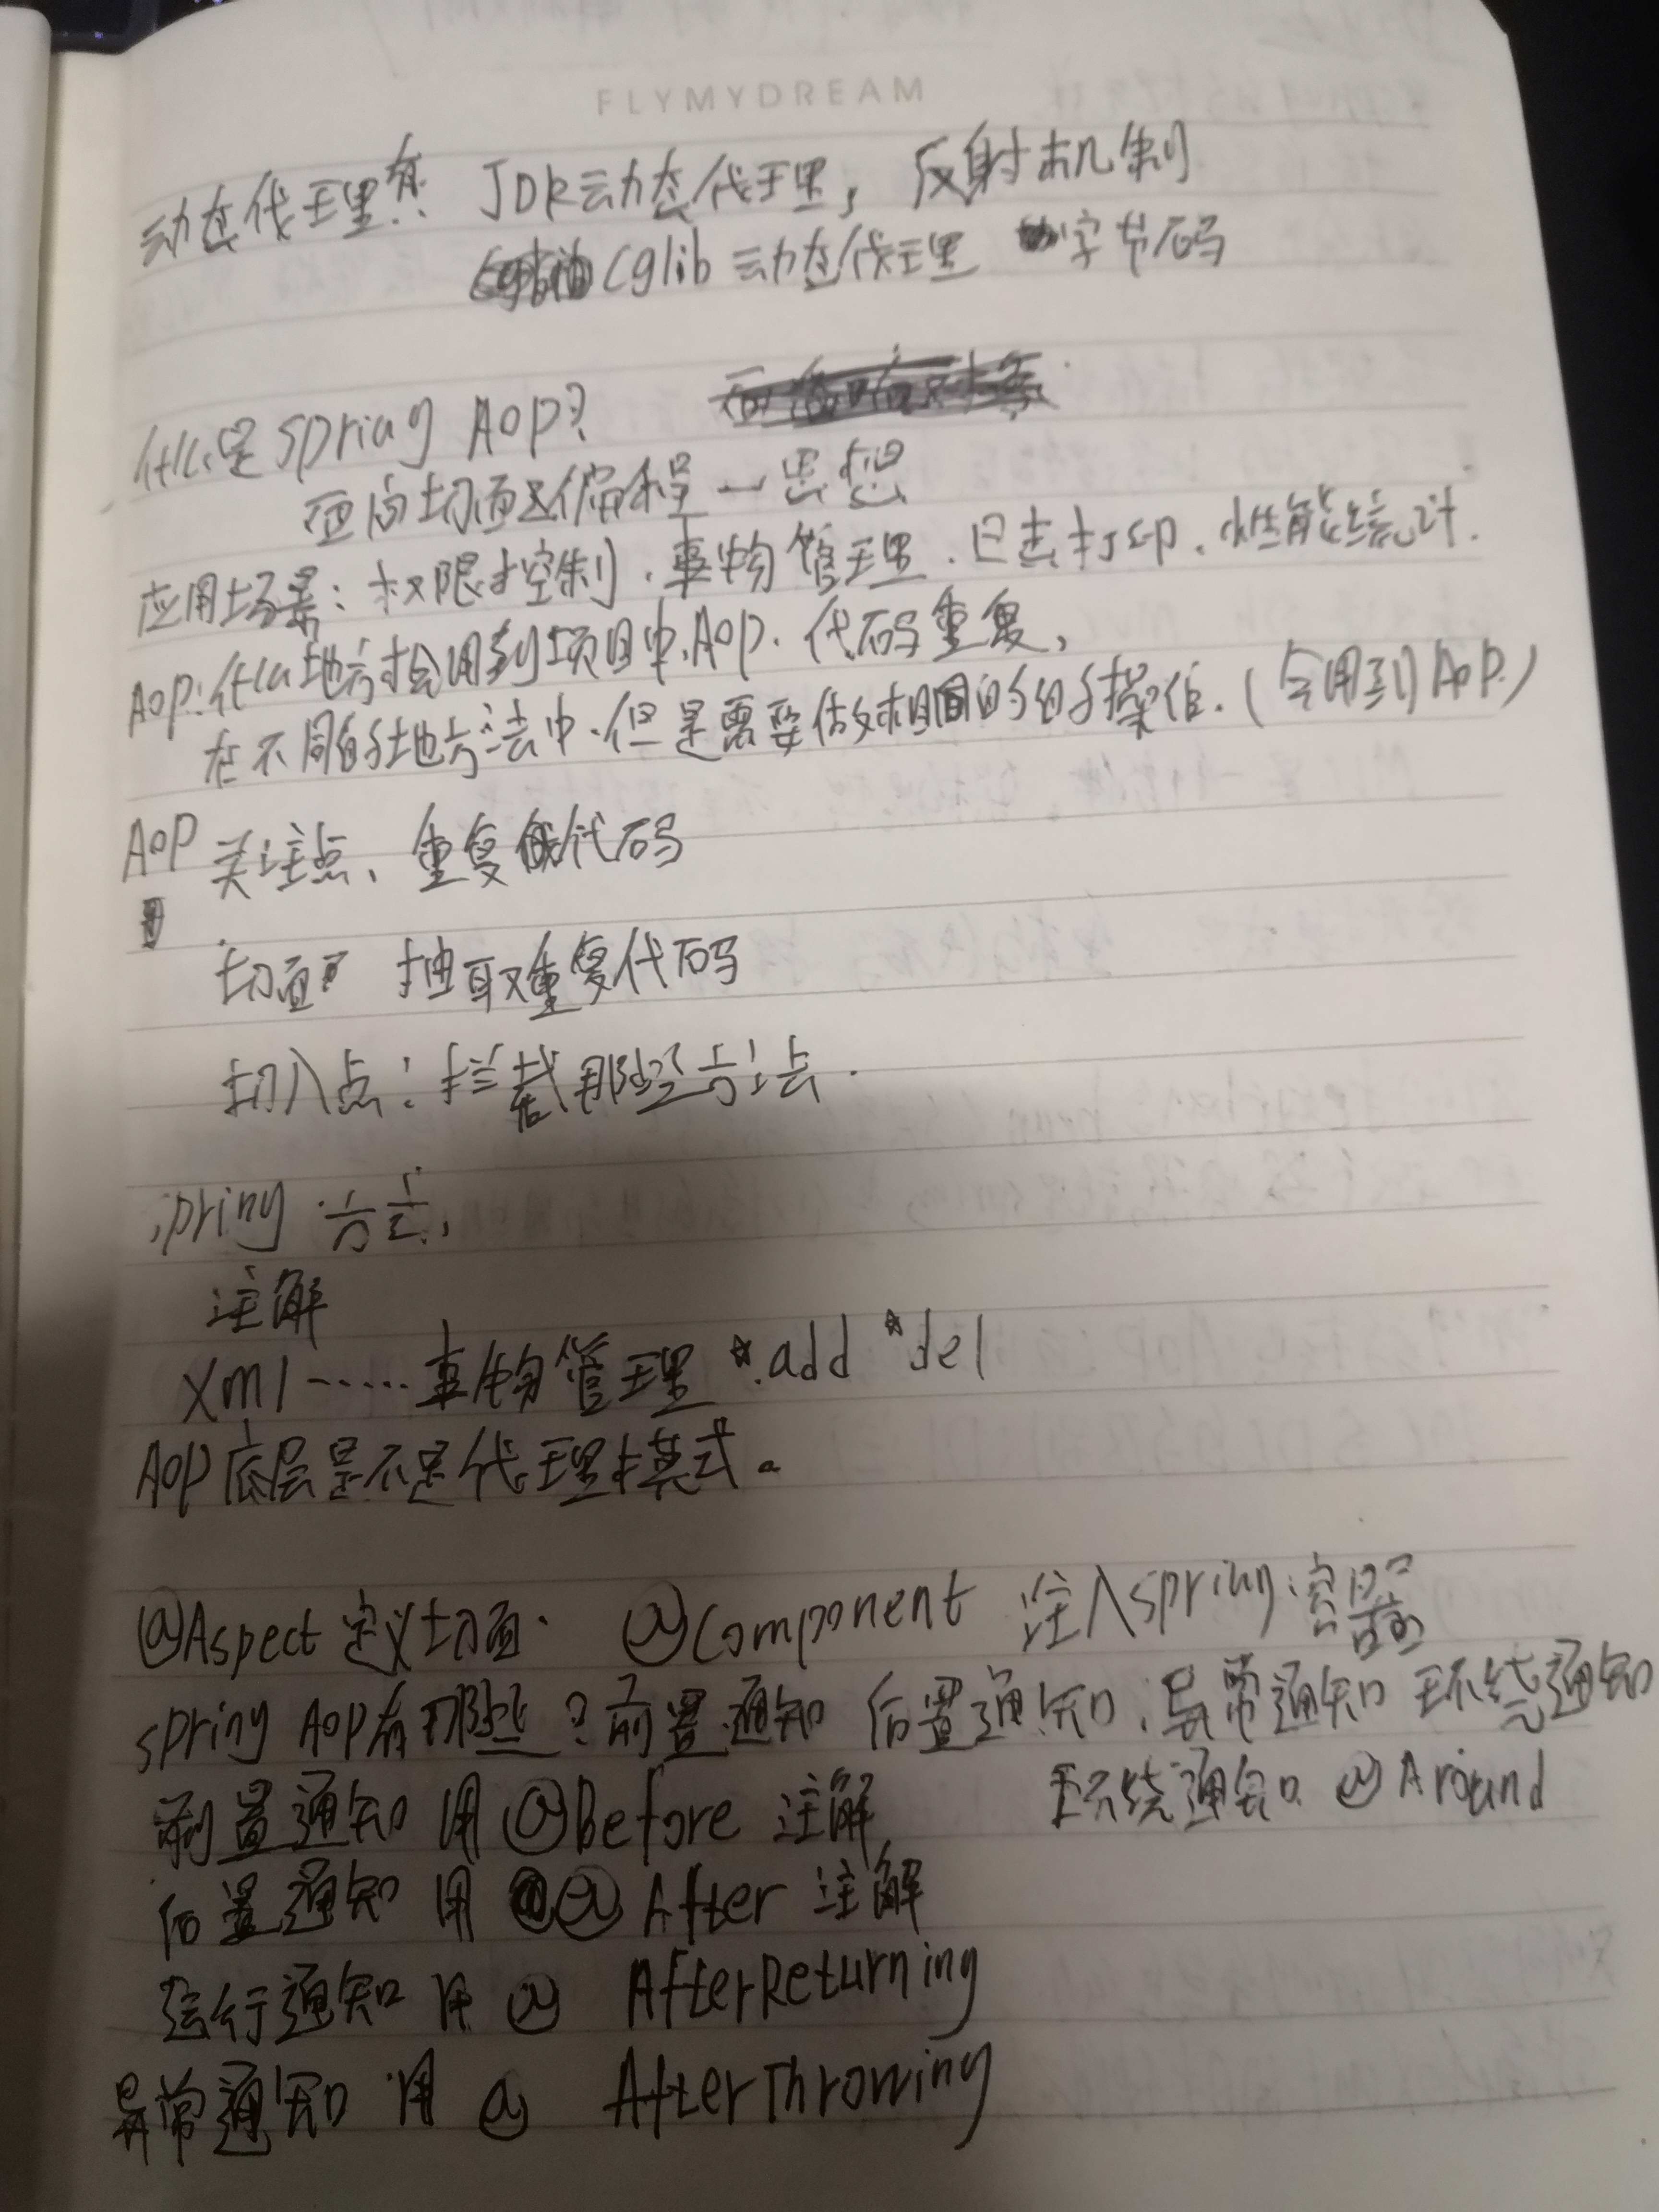 FLYMYDREAM
动态代理有: JDK动态代理, 反射机制
Cglib 动态代理 字节码
什么是Spring AOP?
面向切面编程 一 思想
应用场景: 权限控制、事物管理、日志打印、性能统计.
AOP: 什么地方会用到项目中AOP. 代码重复,
在不同的地方法中.但是需要做相同的操作.(会用到AOP)
AOP 关注点、重复代码
切面 抽取重复代码
切入点: 拦截那些方法.
spring 方式,
注解
Xml ······ 事物管理 *.add *del
AOP 底层是不是代理模式。
@Aspect 定义切面. @Component 注入spring容器
spring AOP有那些? 前置通知 后置通知, 异常通知 环绕通知
前置通知 用 @Before 注解 环绕通知 @Around
后置通知 用 @ After 注解
运行通知 用 @ AfterReturning
异常通知 用 @ AfterThrowing